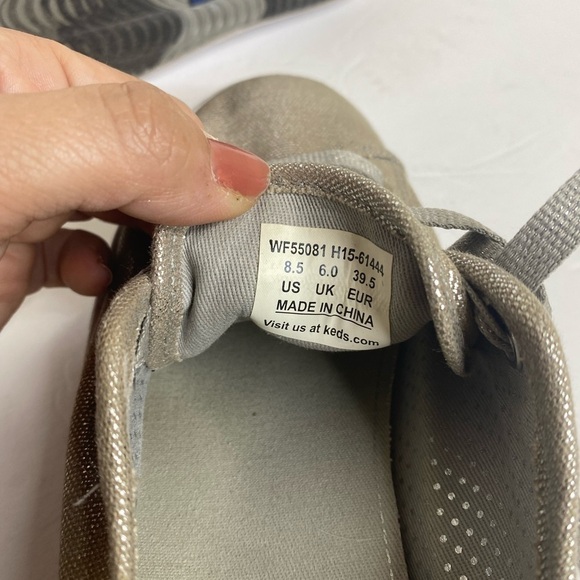 WF55081 H15-61444
8.5 6.0 39.5
US UK EUR
MADE IN CHINA
Visit us at keds.com